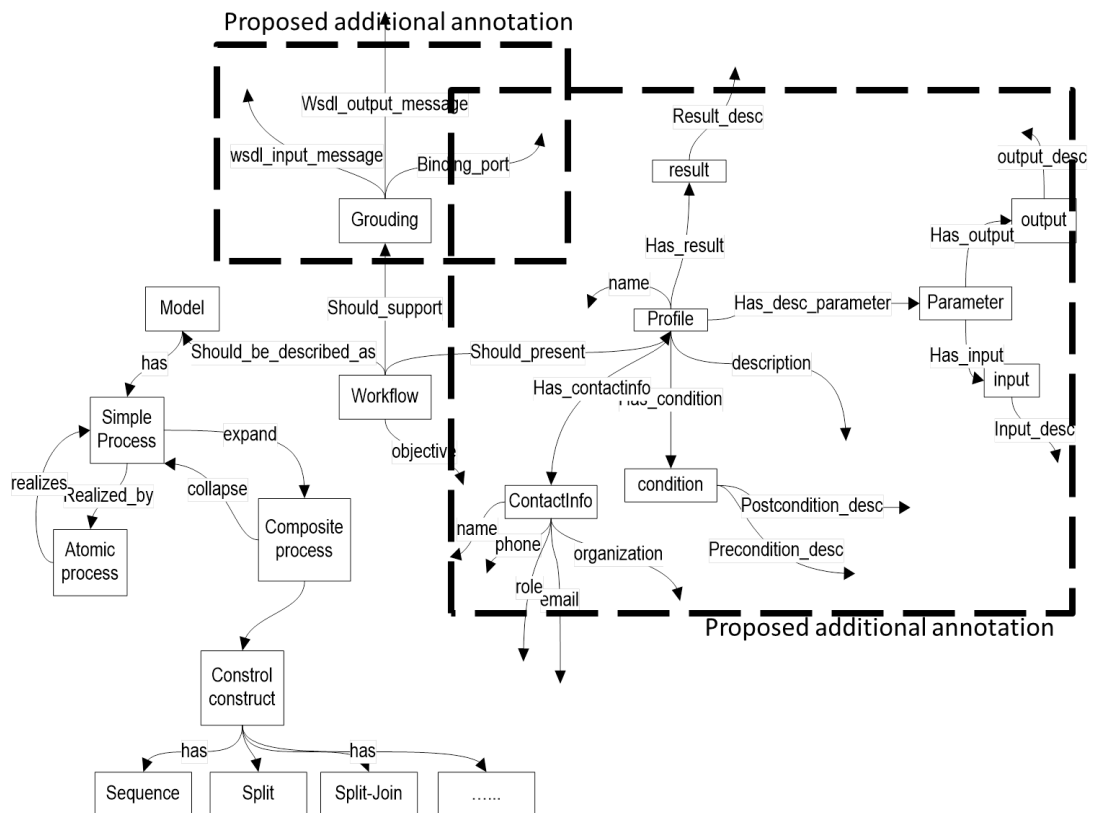 Proposed additional annotation
Wsdl_output_message
Result_desc
wsdl_input_message
Binding_port
output_desc
result
Grouding
output
Has_output
Has_result
name
Model
Should_support
Has_desc_parameter
Parameter
Profile
has
Should_be_described_as
Should_present
description
Has_input
input
Workflow
Has_contactinfo
Has_condition
Simple
Process
expand
objective
Input_desc
realizes
Realized_by
collapse
ContactInfo
condition
Postcondition_desc
name
phone
organization
Precondition_desc
Atomic
process
Composite
process
role
email
Proposed additional annotation
Constrol
construct
has
has
Sequence
Split
Split-Join
…...